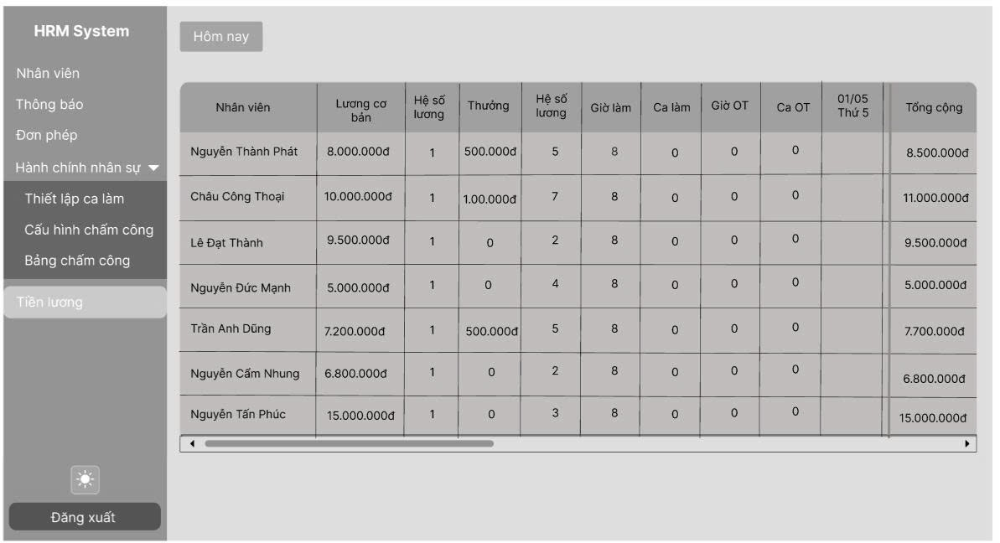 HRM System
Nhân viên
Thông báo
Đơn phép
Hành chính nhân sự
Thiết lập ca làm
Cấu hình chấm công
Bảng chấm công
Tiền lương
Đăng xuất
Hôm nay
Nhân viên
Lương cơ
bản
Hệ số
lương
Thưởng
Hệ số
lương
Giờ làm
Ca làm
Giờ OT
Ca OT
01/05
Thứ 5
Tổng cộng
Nguyễn Thành Phát 8.000.000đ 1 500.000đ 5 8 0 0 0 8.500.000đ
Châu Công Thoại 10.000.000đ 1 1.00.000đ 7 8 0 0 0 11.000.000đ
Lê Đạt Thành 9.500.000đ 1 0 2 8 0 0 0 9.500.000đ
Nguyễn Đức Mạnh 5.000.000đ 1 0 4 8 0 0 0 5.000.000đ
Trần Anh Dũng 7.200.000đ 1 500.000đ 5 8 0 0 0 7.700.000đ
Nguyễn Cẩm Nhung 6.800.000đ 1 0 2 8 0 0 0 6.800.000đ
Nguyễn Tấn Phúc 15.000.000đ 1 0 3 8 0 0 0 15.000.000đ